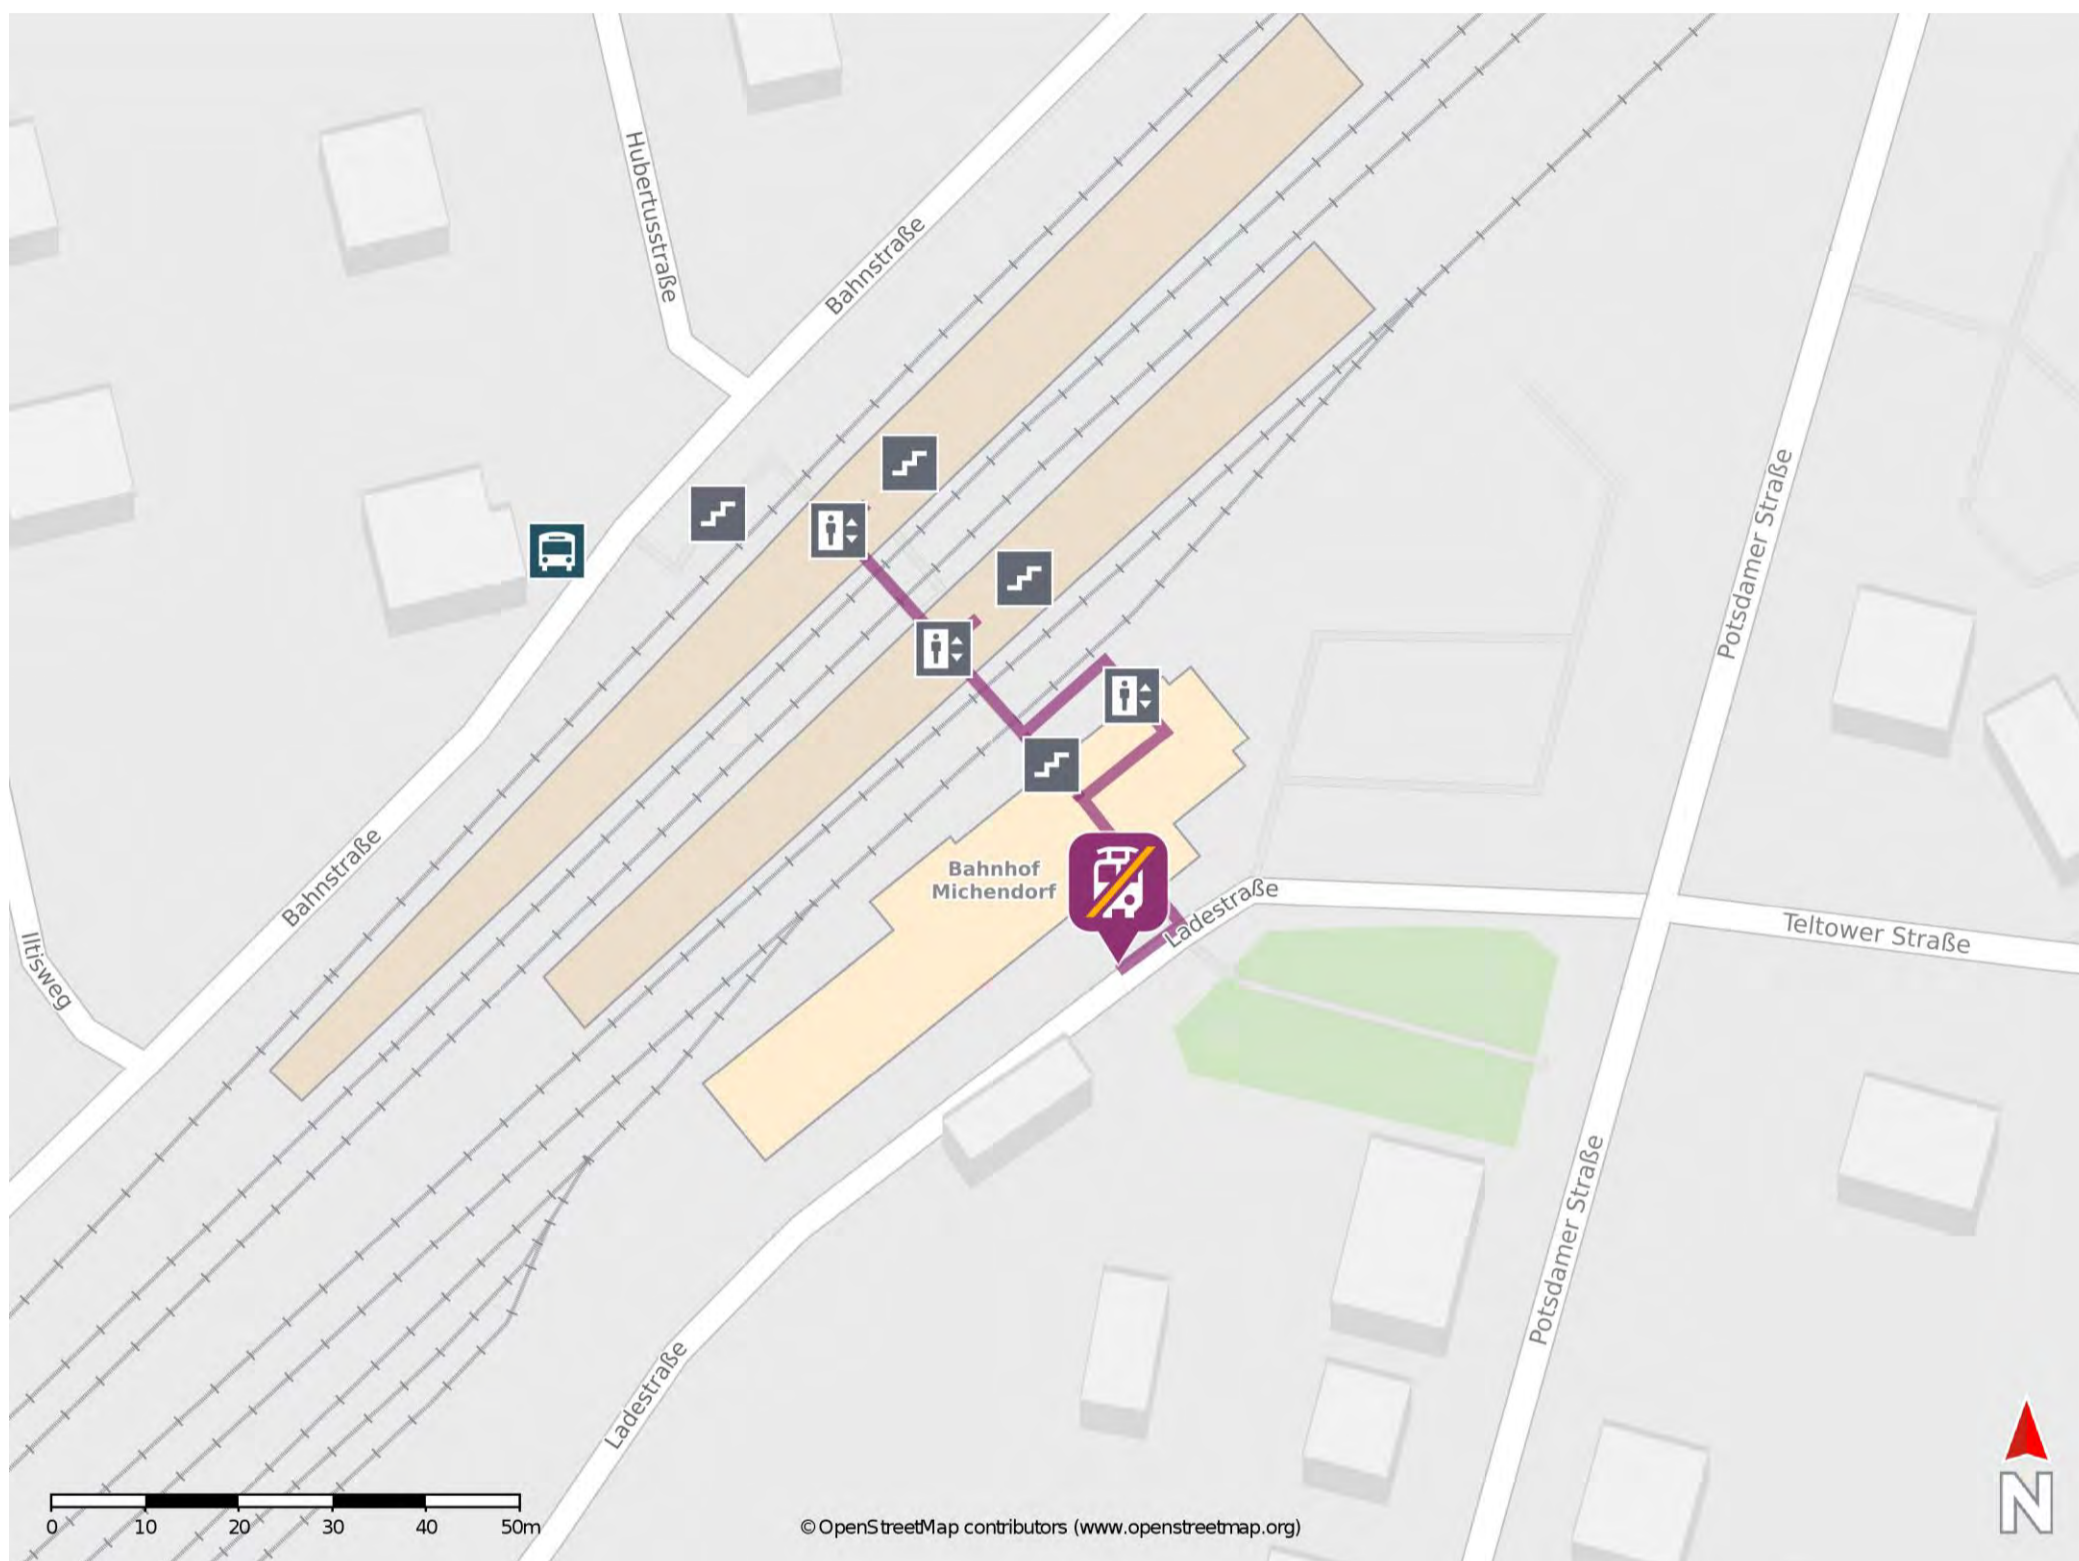 Hubertusstraße
Bahnstraße
Potsdamer Straße
Bahnstraße
Bahnhof
Michendorf
Ladestraße
Teltower Straße
Iltisweg
Potsdamer Straße
Ladestraße
0 10 20 30 40 50m
© OpenStreetMap contributors (www.openstreetmap.org)
N